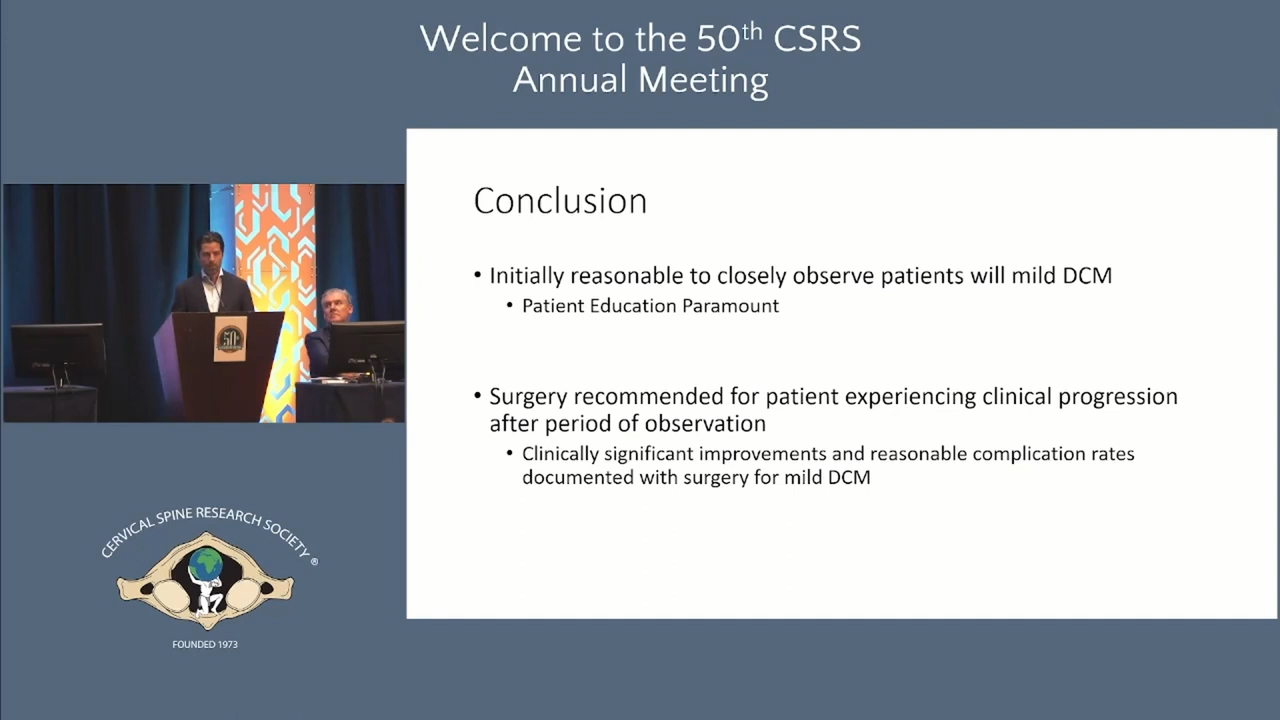 Welcome to the 50th CSRS
Annual Meeting
Conclusion
• Initially reasonable to closely observe patients will mild DCM
• Patient Education Paramount
• Surgery recommended for patient experiencing clinical progression
after period of observation
• Clinically significant improvements and reasonable complication rates
documented with surgery for mild DCM
50
CERVICAL SPINE RESEARCH SOCIETY ®
FOUNDED 1973